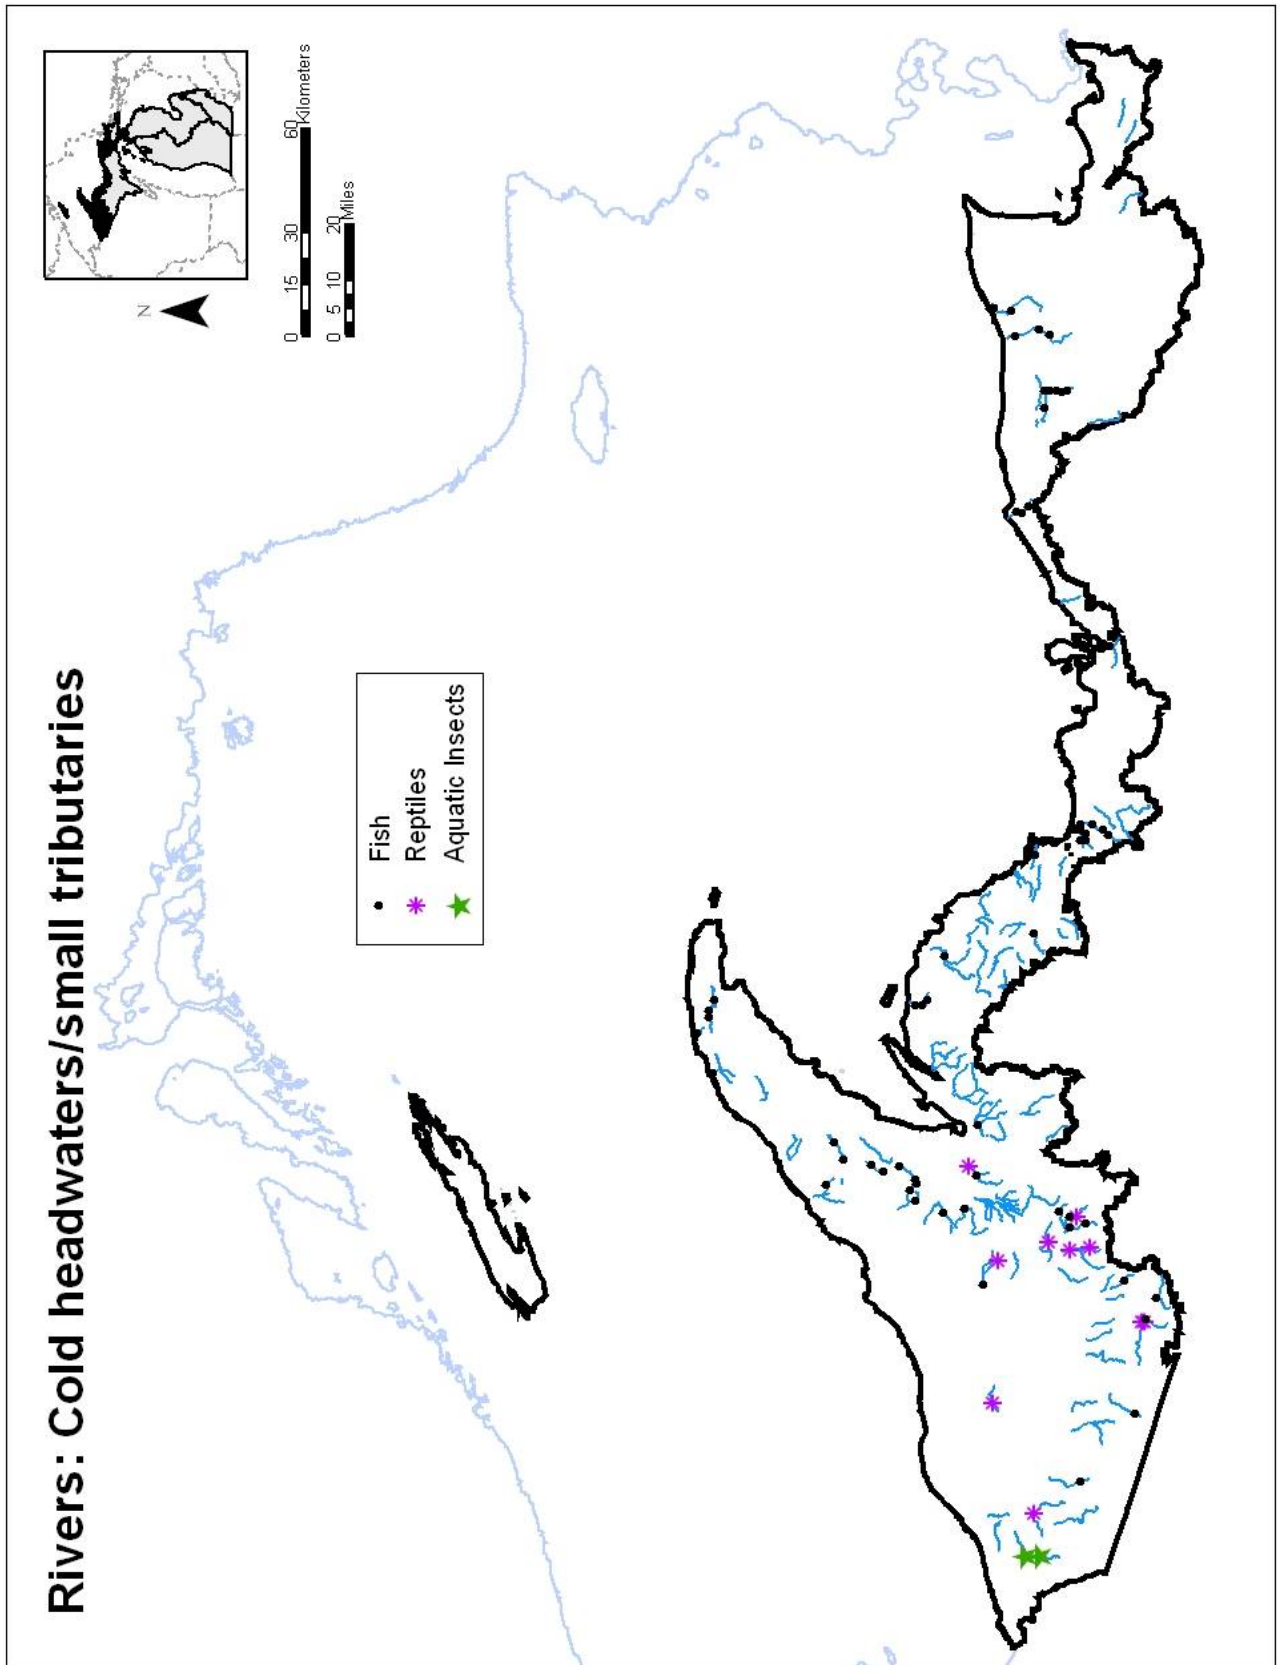 Rivers: Cold headwaters/small tributaries
N
0 15 30 60
Kilometers
0 5 10 20
Miles
Fish
Reptiles
Aquatic Insects